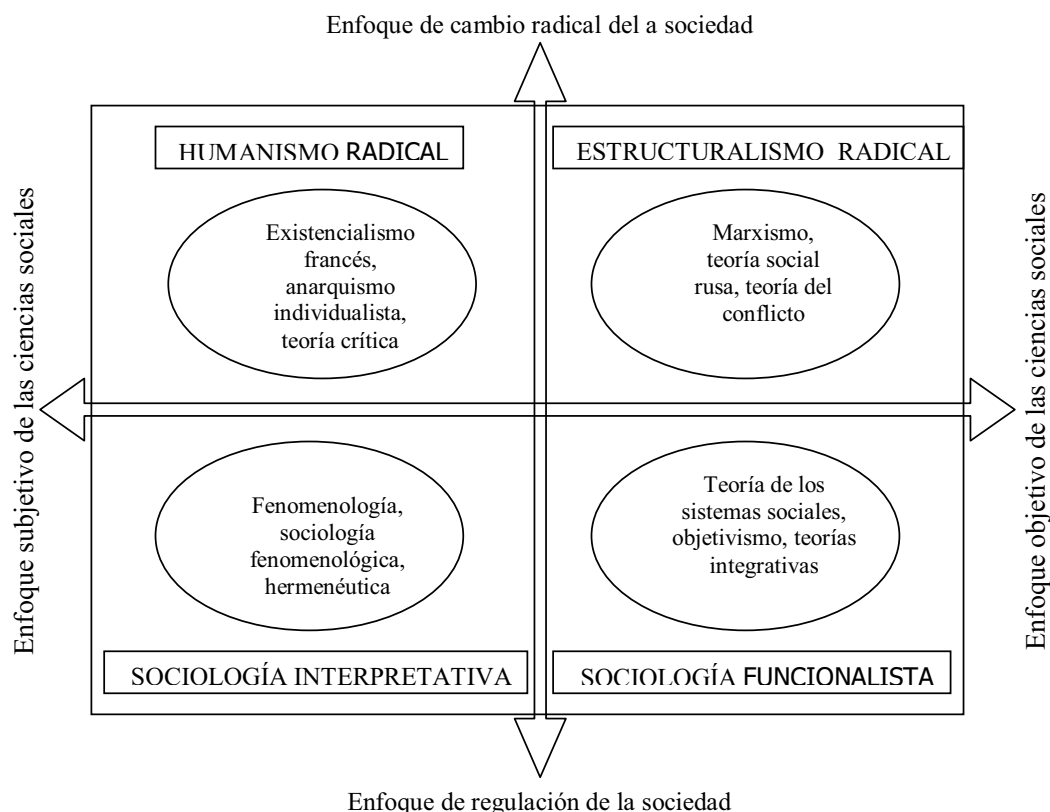 Enfoque de cambio radical del a sociedad
HUMANISMO RADICAL
ESTRUCTURALISMO RADICAL
Existencialismo
francés,
anarquismo
individualista,
teoría crítica
Marxismo,
teoría social
rusa, teoría del
conflicto
Enfoque subjetivo de las ciencias sociales
Enfoque objetivo de las ciencias sociales
Fenomenología,
sociología
fenomenológica,
hermenéutica
Teoría de los
sistemas sociales,
objetivismo, teorías
integrativas
SOCIOLOGÍA INTERPRETATIVA
SOCIOLOGÍA FUNCIONALISTA
Enfoque de regulación de la sociedad